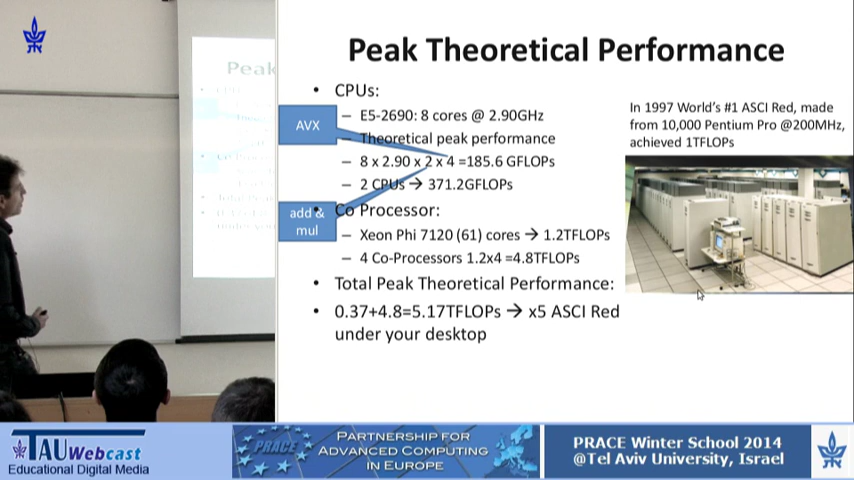 Peak Theoretical Performance
• CPUs:
– E5-2690: 8 cores @ 2.90GHz
AVX
– Theoretical peak performance
– 8 x 2.90 x 2 x 4 =185.6 GFLOPs
– 2 CPUs → 371.2GFLOPs
add &
mul
• Co Processor:
– Xeon Phi 7120 (61) cores → 1.2TFLOPs
– 4 Co-Processors 1.2x4 =4.8TFLOPs
• Total Peak Theoretical Performance:
• 0.37+4.8=5.17TFLOPs → x5 ASCI Red
under your desktop
In 1997 World's #1 ASCI Red, made
from 10,000 Pentium Pro @200MHz,
achieved 1TFLOPs
Peak
TAU Webcast
Educational Digital Media
PRACE
PARTNERSHIP FOR
ADVANCED COMPUTING
IN EUROPE
PRACE Winter School 2014
@Tel Aviv University, Israel